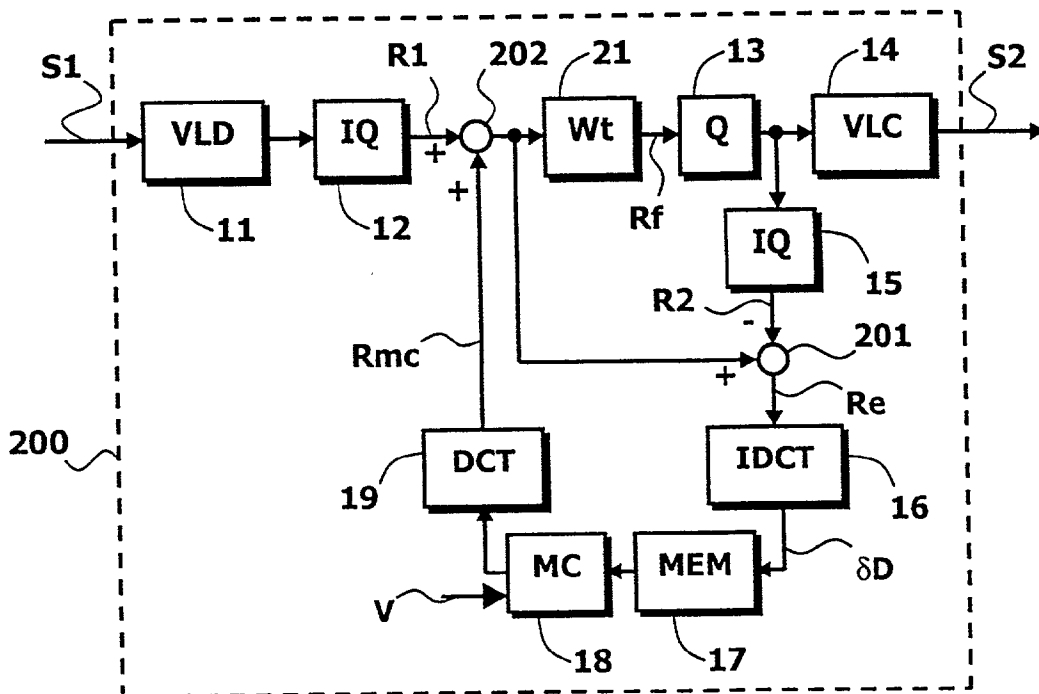 S1
R1
202
21
13
14
S2
VLD
IQ
+
Wt
Q
VLC
+
11
12
Rf
IQ
15
R2
-
Rmc
201
+
Re
200
DCT
IDCT
19
16
MC
MEM
δD
V
18
17